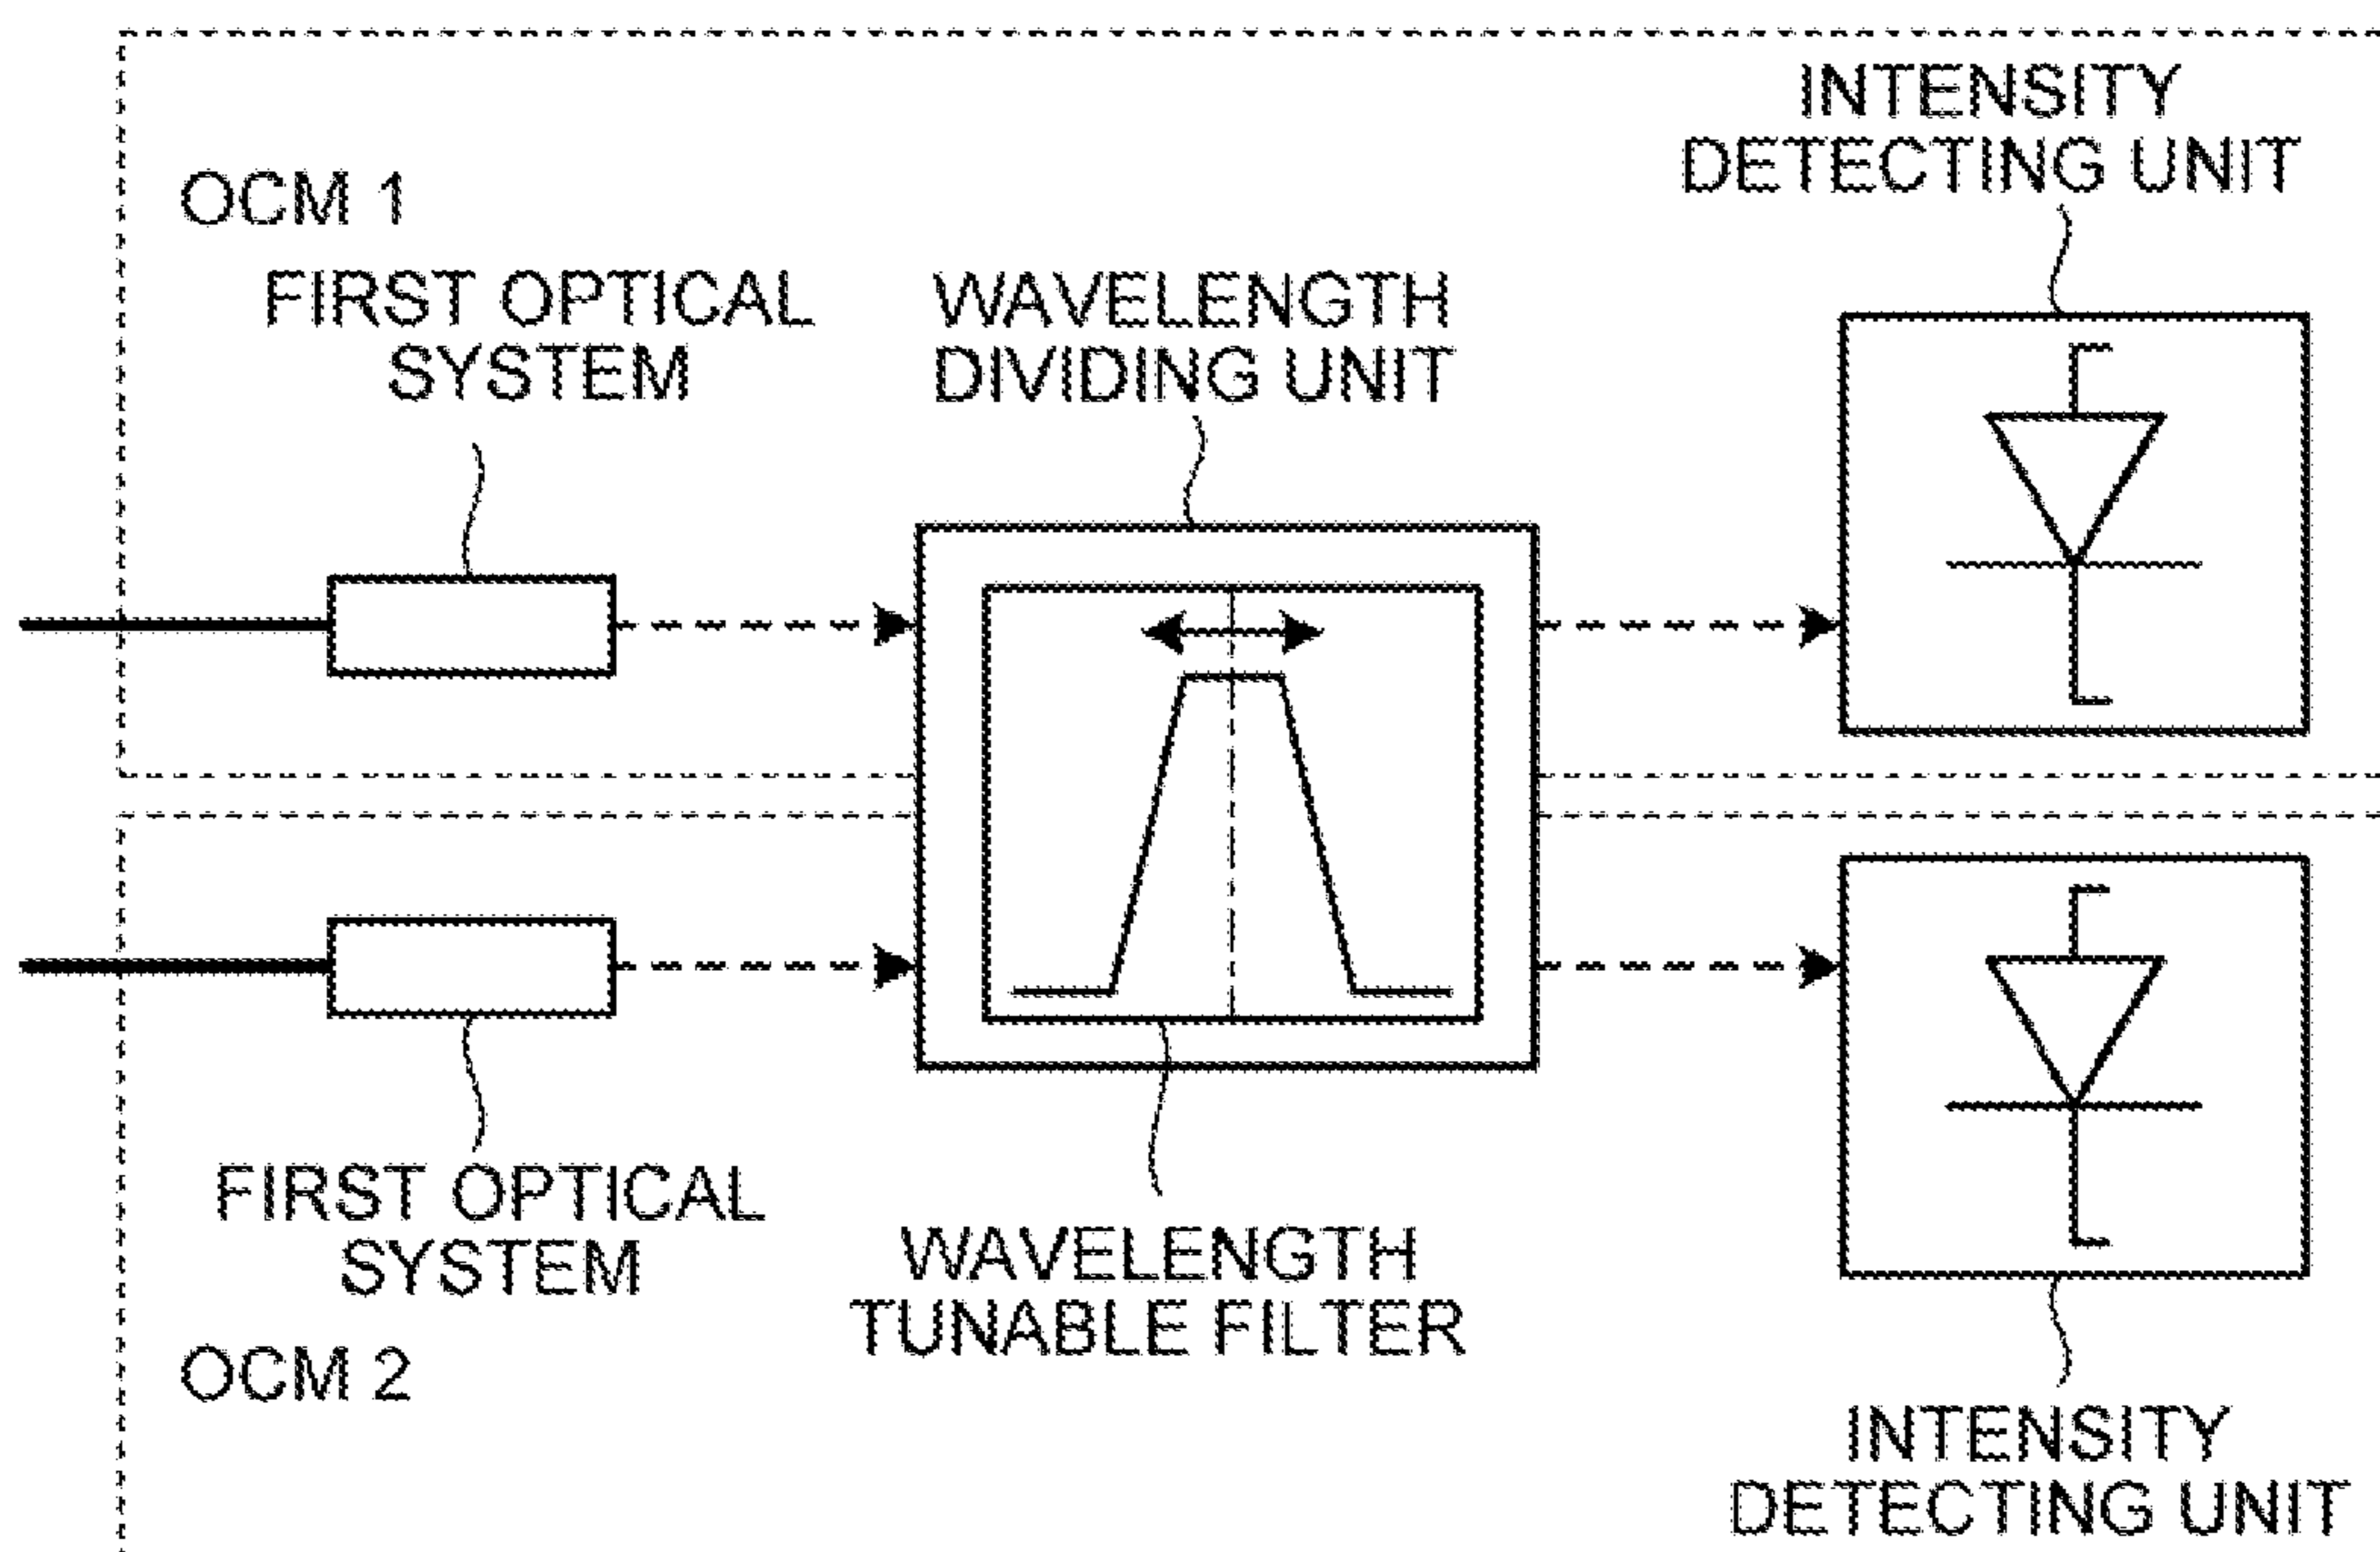 INTENSITY
DETECTING UNIT
OCM 1
FIRST OPTICAL
SYSTEM
WAVELENGTH
DIVIDING UNIT
FIRST OPTICAL
SYSTEM
WAVELENGTH
TUNABLE FILTER
OCM 2
INTENSITY
DETECTING UNIT